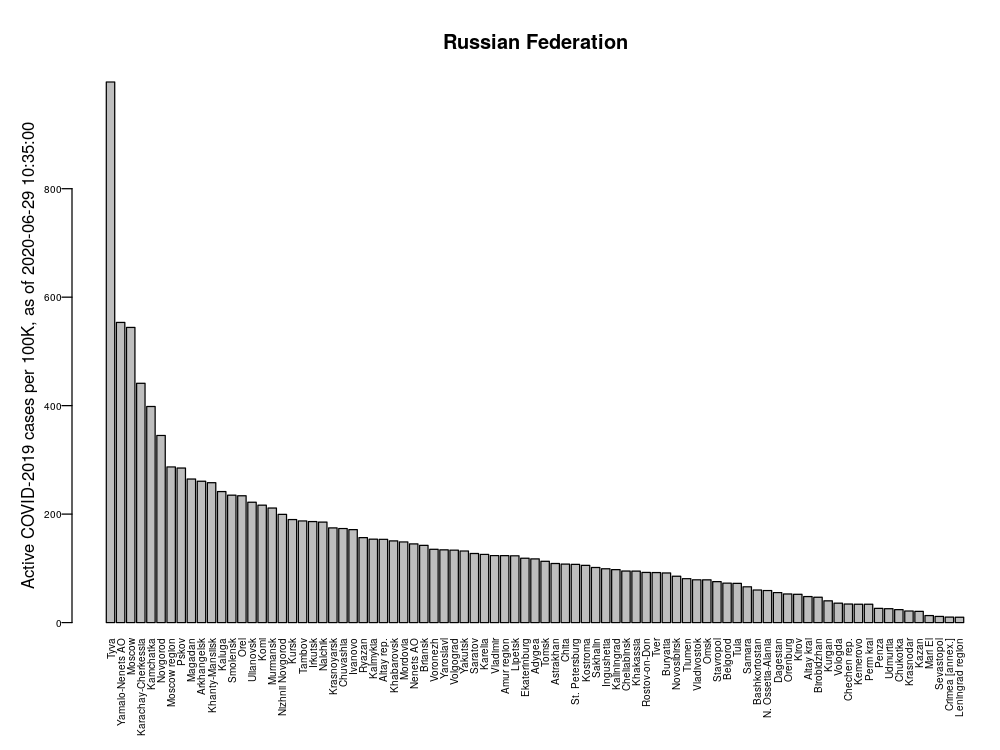 Russian Federation
Active COVID-2019 cases per 100K, as of 2020-06-29 10:35:00
800
600
400
200
0
Tyva
Yamalo-Nenets AO
Moscow
Karachay-Cherkessia
Kamchatka
Novgorod
Moscow region
Pskov
Magadan
Arkhangelsk
Khanty-Mansijsk
Kaluga
Smolensk
Orel
Ulianovsk
Komi
Murmansk
Nizhnii Novgorod
Kursk
Tambov
Irkutsk
Nalchik
Krasnoyarsk
Chuvashia
Ivanovo
Ryazan
Kalmykia
Altay rep.
Khabarovsk
Mordovia
Nenets AO
Briansk
Voronezh
Yaroslavl
Volgograd
Yakutsk
Saratov
Karelia
Vladimir
Amur region
Lipetsk
Ekaterinburg
Adygea
Tomsk
Astrakhan
Chita
St. Petersburg
Kostroma
Sakhalin
Ingushetia
Kaliningrad
Cheliabinsk
Khakassia
Rostov-on-Don
Tver
Buryatia
Novosibirsk
Tiumen
Vladivostok
Omsk
Stavropol
Belgorod
Tula
Samara
Bashkortostan
N. Ossetia-Alania
Dagestan
Orenburg
Kirov
Altay krai
Birobidzhan
Kurgan
Vologda
Chechen rep.
Kemerovo
Perm krai
Penza
Udmurtia
Chukotka
Krasnodar
Kazan
Mari El
Sevastopol
Crimea [annex.]
Leningrad region